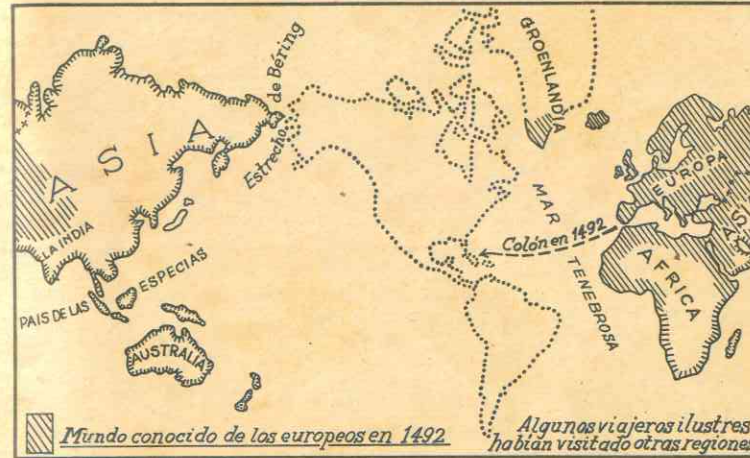 ASIA
Estrecho de Bering
GROENLANDIA
EUROPA
AS
LA INDIA
PAIS DE LAS ESPECIAS
AUSTRALIA
MAR TENEBROSA
Colón en 1492
AFRICA
Mundo conocido de los europeos en 1492
Algunos viajeros ilustres
habían visitado otras regiones